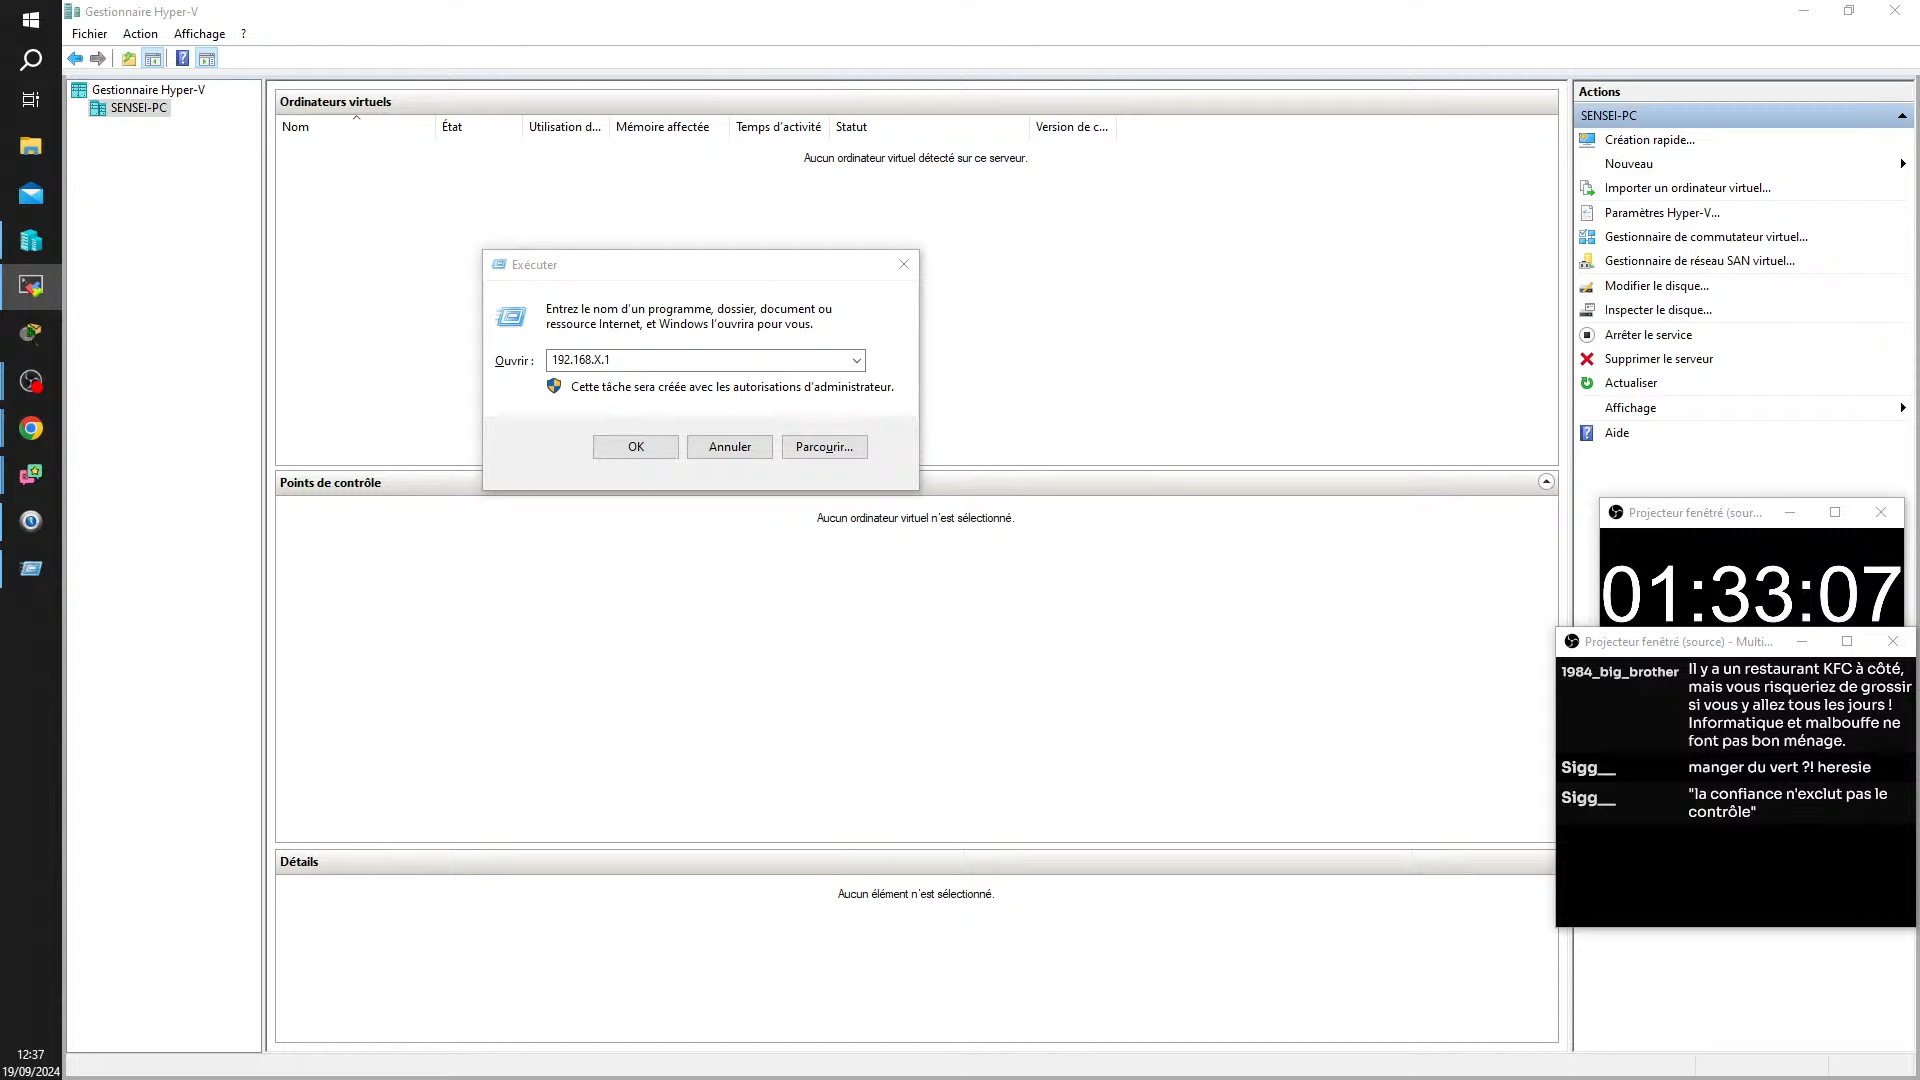 Gestionnaire Hyper-V
Fichier Action Affichage ?
Gestionnaire Hyper-V
SENSEI-PC
Ordinateurs virtuels
Nom État Utilisation d... Mémoire affectée Temps d'activité Statut Version de c...
Aucun ordinateur virtuel détecté sur ce serveur.
Exécuter
Entrez le nom d'un programme, dossier, document ou
ressource Internet, et Windows l'ouvrira pour vous.
Ouvrir : 192.168.X.1
Cette tâche sera créée avec les autorisations d'administrateur.
OK Annuler Parcourir...
Points de contrôle
Aucun ordinateur virtuel n'est sélectionné.
Détails
Aucun élément n'est sélectionné.
Actions
SENSEI-PC
Création rapide...
Nouveau
Importer un ordinateur virtuel...
Paramètres Hyper-V...
Gestionnaire de commutateur virtuel...
Gestionnaire de réseau SAN virtuel...
Modifier le disque...
Inspecter le disque...
Arrêter le service
Supprimer le serveur
Actualiser
Affichage
Aide
Projecteur fenêtré (sour...
01:33:07
Projecteur fenêtré (source) - Multi...
1984_big_brother Il y a un restaurant KFC à côté,
mais vous risqueriez de grossir
si vous y allez tous les jours !
Informatique et malbouffe ne
font pas bon ménage.
Sigg__ manger du vert ?! heresie
Sigg__ "la confiance n'exclut pas le
contrôle"
12:37
19/09/2024